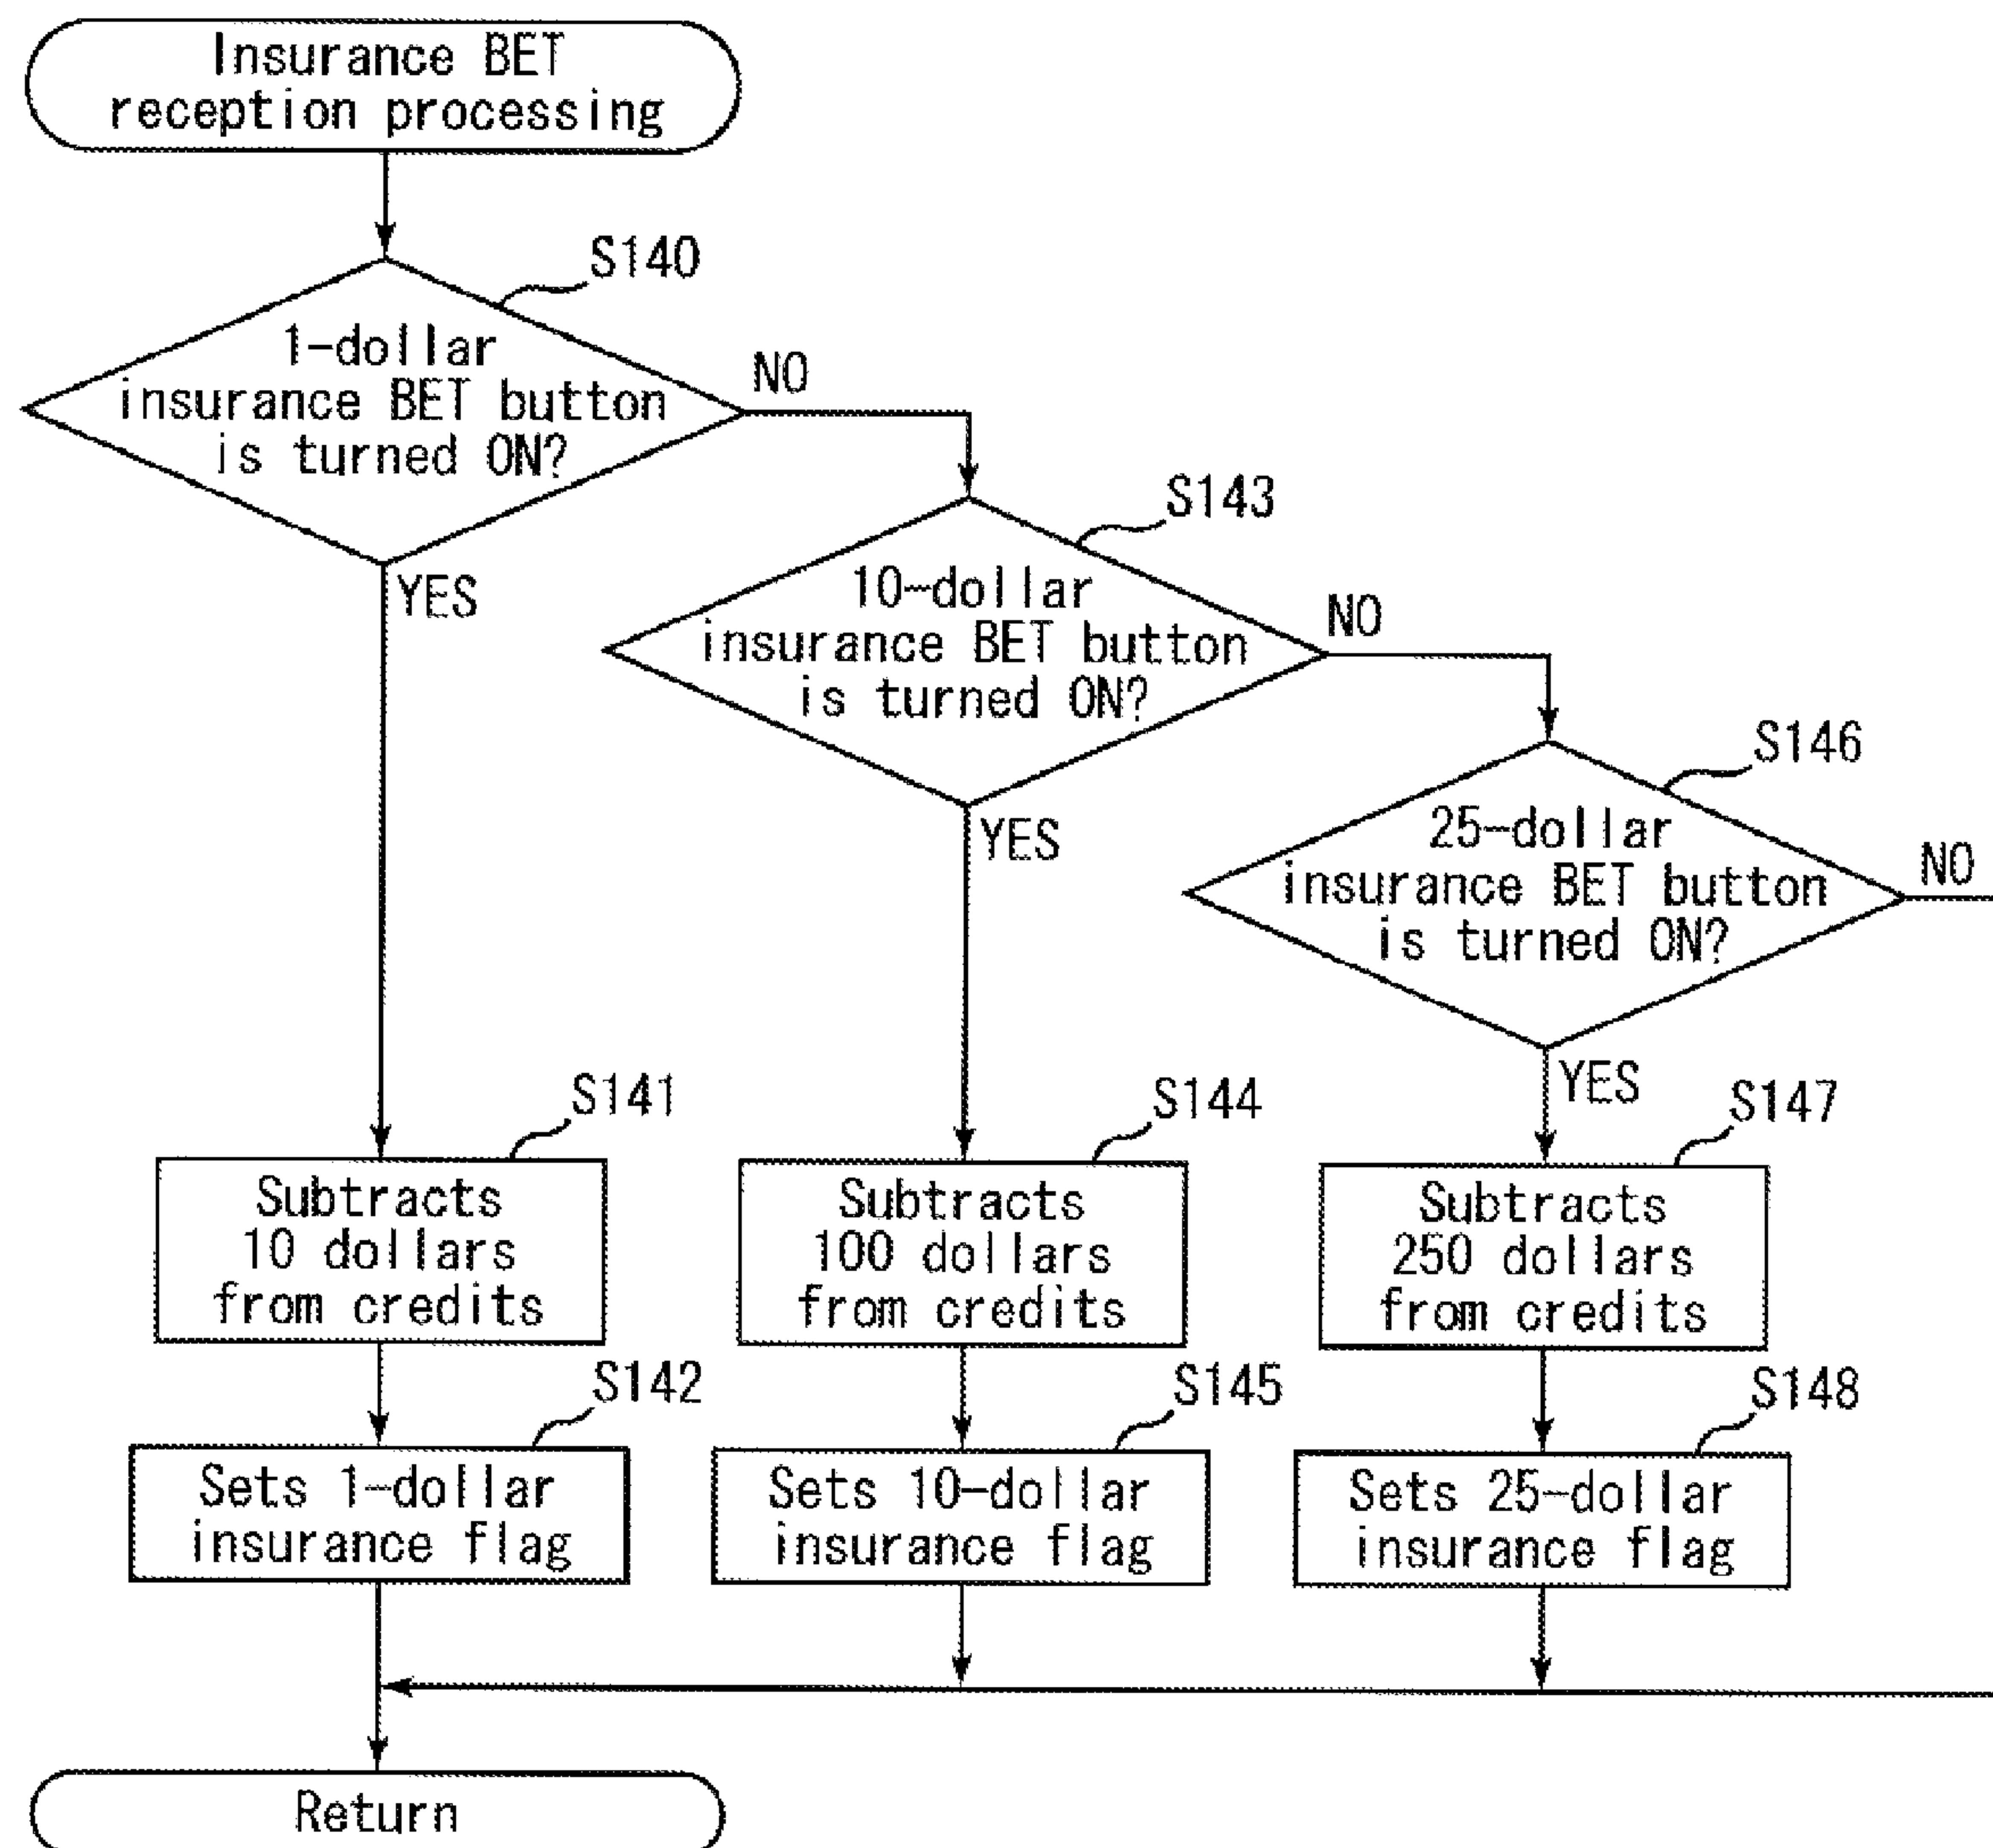 Insurance BET
reception processing
S140
1-dollar
insurance BET button
is turned ON?
NO
YES
S143
10-dollar
insurance BET button
is turned ON?
NO
YES
S146
25-dollar
insurance BET button
is turned ON?
NO
YES
S141
Subtracts
10 dollars
from credits
S144
Subtracts
100 dollars
from credits
S147
Subtracts
250 dollars
from credits
S142
Sets 1-dollar
insurance flag
S145
Sets 10-dollar
insurance flag
S148
Sets 25-dollar
insurance flag
Return